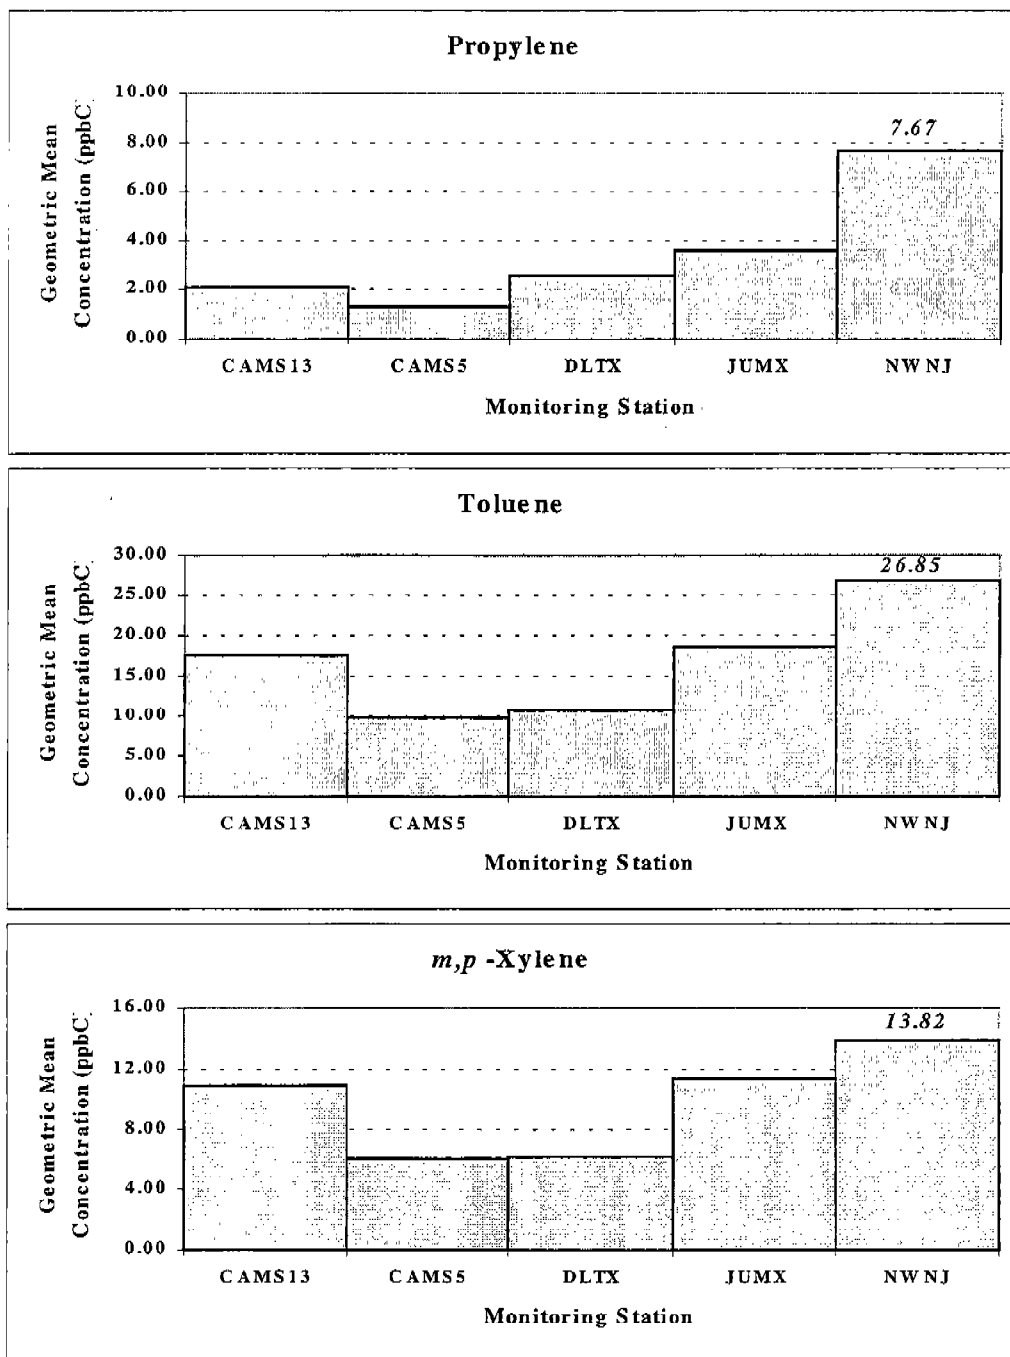 Propylene
Geometric Mean
Concentration (ppbC)
10.00
8.00
6.00
4.00
2.00
0.00
7.67
CAMS13 CAMS5 DLTX JUMX NWNJ
Monitoring Station
Toluene
Geometric Mean
Concentration (ppbC)
30.00
25.00
20.00
15.00
10.00
5.00
0.00
26.85
CAMS13 CAMS5 DLTX JUMX NWNJ
Monitoring Station
m,p -Xylene
Geometric Mean
Concentration (ppbC)
16.00
12.00
8.00
4.00
0.00
13.82
CAMS13 CAMS5 DLTX JUMX NWNJ
Monitoring Station